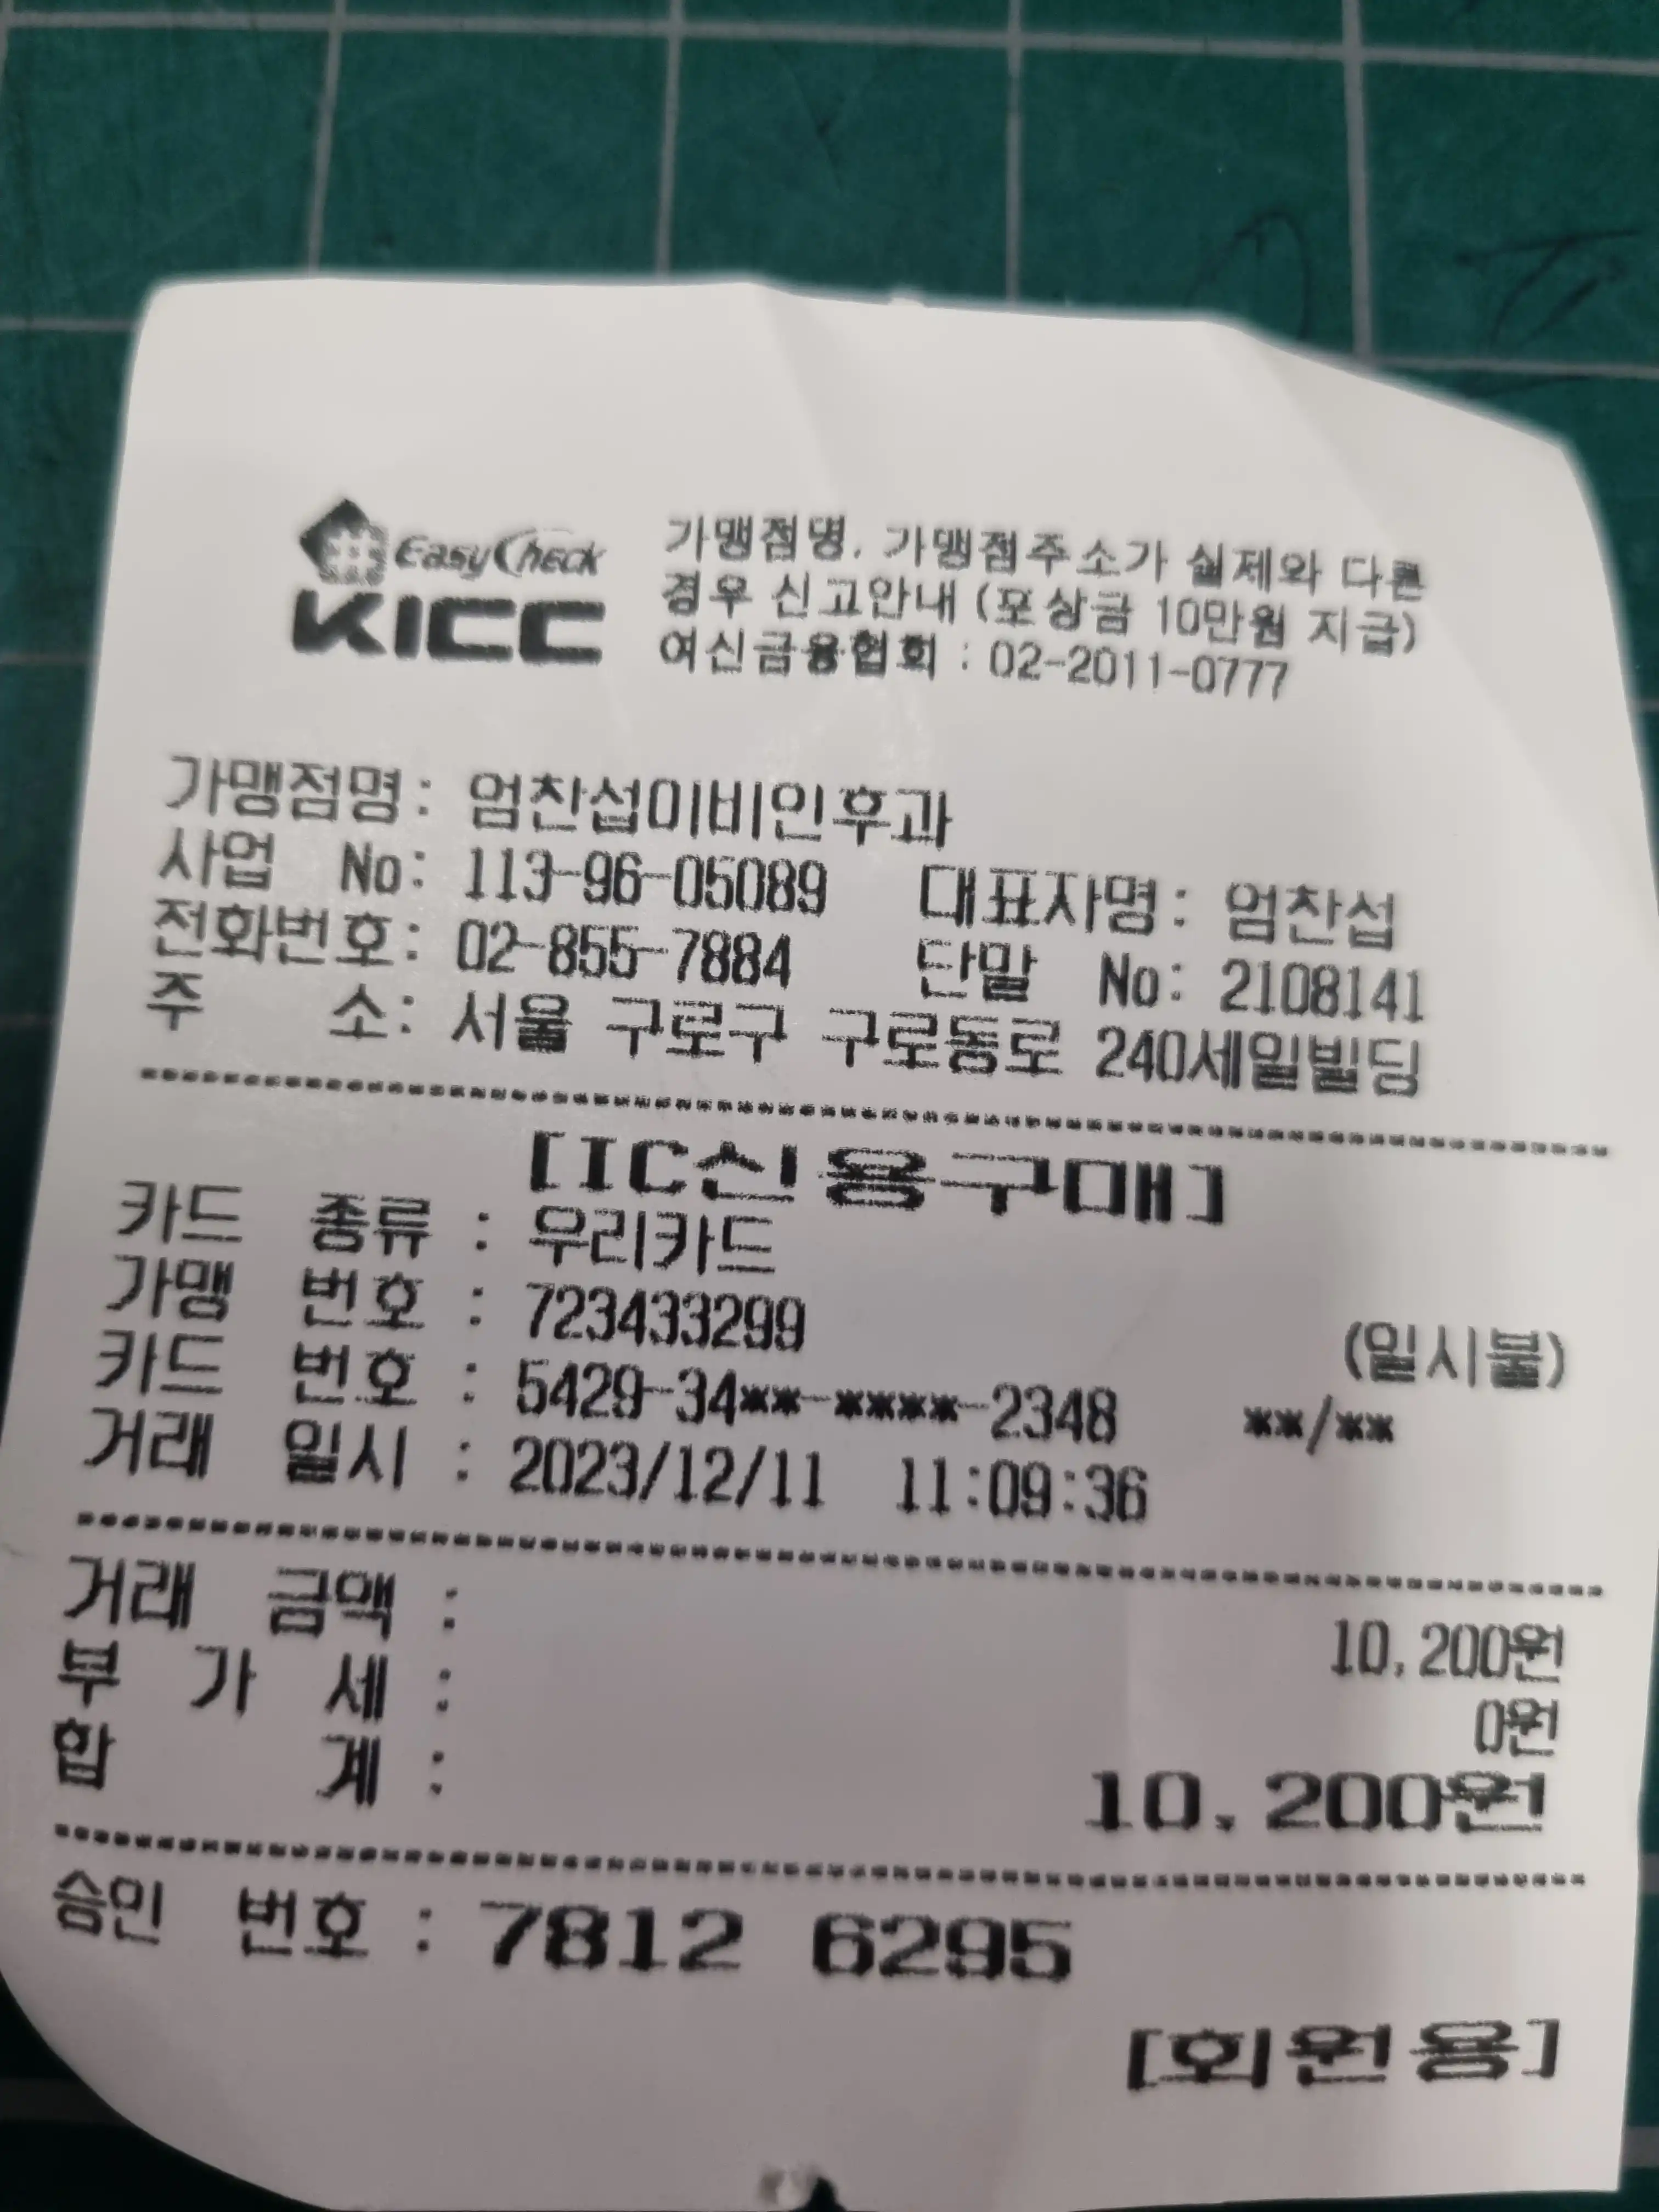 EasyCheck
KICC
가맹점명, 가맹점주소가 실제와 다른
경우 신고안내 (포상금 10만원 지급)
여신금융협회 : 02-2011-0777
가맹점명: 엄찬섭이비인후과
사업 No: 113-96-05089 대표자명: 엄찬섭
전화번호: 02-855-7884 단말 No: 2108141
주 소: 서울 구로구 구로동로 240세일빌딩
[IC신용구매]
카드 종류 : 우리카드
가맹 번호 : 723433299 (일시불)
카드 번호 : 5429-34**-****-2348 **/**
거래 일시 : 2023/12/11 11:09:36
거래 금액 : 10,200원
부 가 세 : 0원
합 계 : 10,200원
승인 번호 : 7812 6295
[회원용]